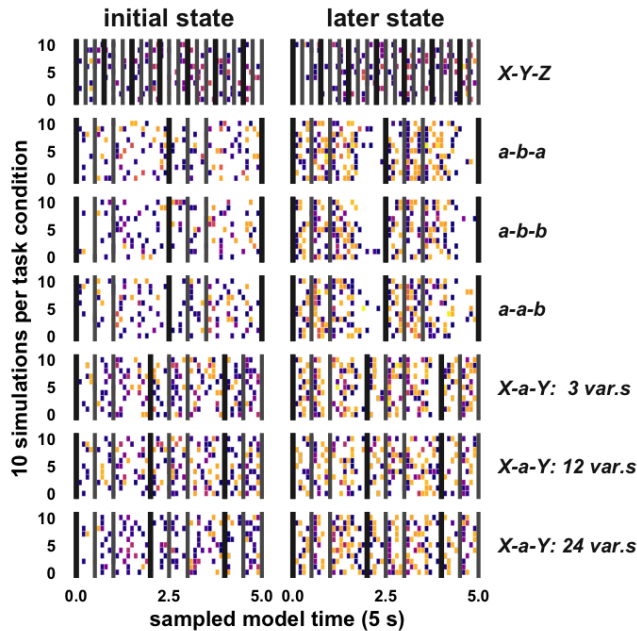 initial state later state
10
5
0
X-Y-Z
10
5
0
a-b-a
10
5
0
a-b-b
10
5
0
a-a-b
10
5
0
X-a-Y: 3 var.s
10
5
0
X-a-Y: 12 var.s
10
5
0
X-a-Y: 24 var.s
10 simulations per task condition
0.0 2.5 5.0 0.0 2.5 5.0
sampled model time (5 s)